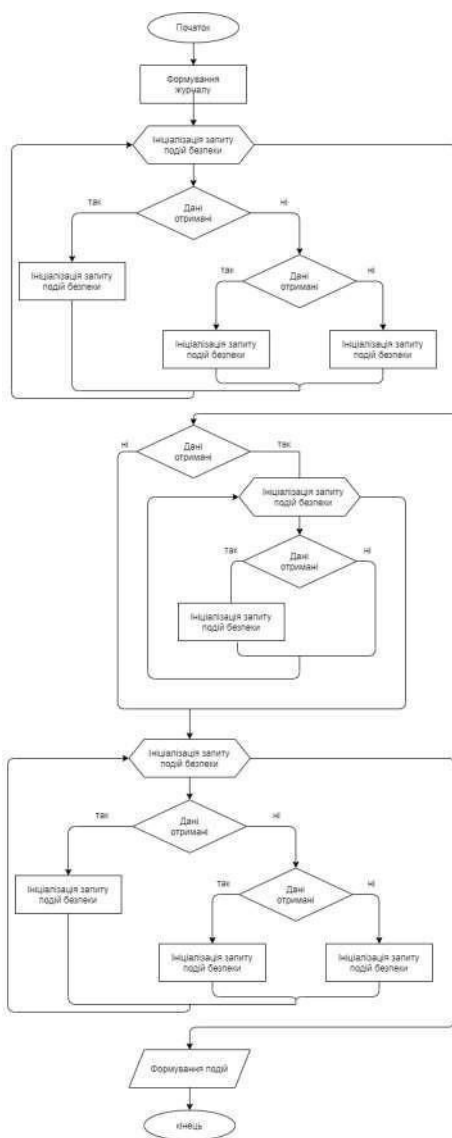 Початок
Формування
журналу
Ініціалізація запиту
подій безпеки
так
Дані
отримані
ні
Ініціалізація запиту
подій безпеки
так
Дані
отримані
ні
Ініціалізація запиту
подій безпеки
Ініціалізація запиту
подій безпеки
ні
Дані
отримані
так
Ініціалізація запиту
подій безпеки
так
Дані
отримані
ні
Ініціалізація запиту
подій безпеки
Ініціалізація запиту
подій безпеки
так
Дані
отримані
ні
Ініціалізація запиту
подій безпеки
так
Дані
отримані
ні
Ініціалізація запиту
подій безпеки
Ініціалізація запиту
подій безпеки
Формування подій
кінець